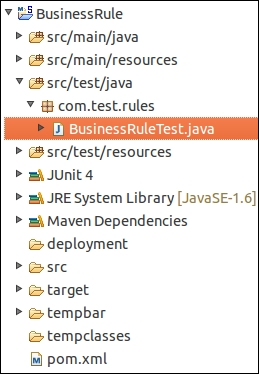 BusinessRule
src/main/java
src/main/resources
src/test/java
com.test.rules
BusinessRuleTest.java
src/test/resources
JUnit 4
JRE System Library [JavaSE-1.6]
Maven Dependencies
deployment
src
target
tempbar
tempclasses
pom.xml